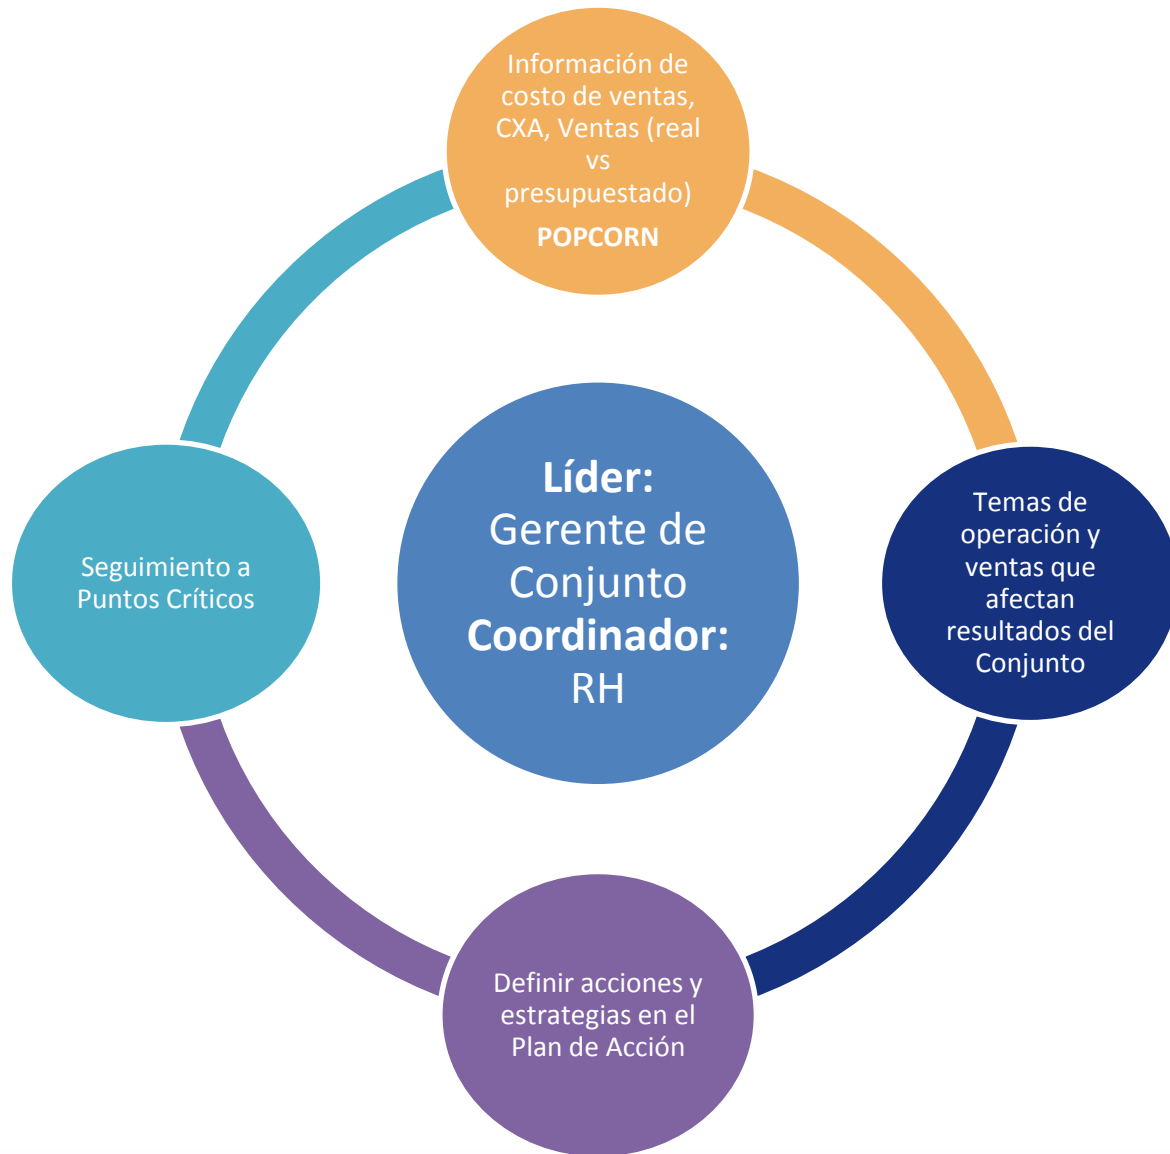 Información de
costo de ventas,
CXA, Ventas (real
vs
presupuestado)
POPCORN
Temas de
operación y
ventas que
afectan
resultados del
Conjunto
Definir acciones y
estrategias en el
Plan de Acción
Seguimiento a
Puntos Críticos
Líder:
Gerente de
Conjunto
Coordinador:
RH